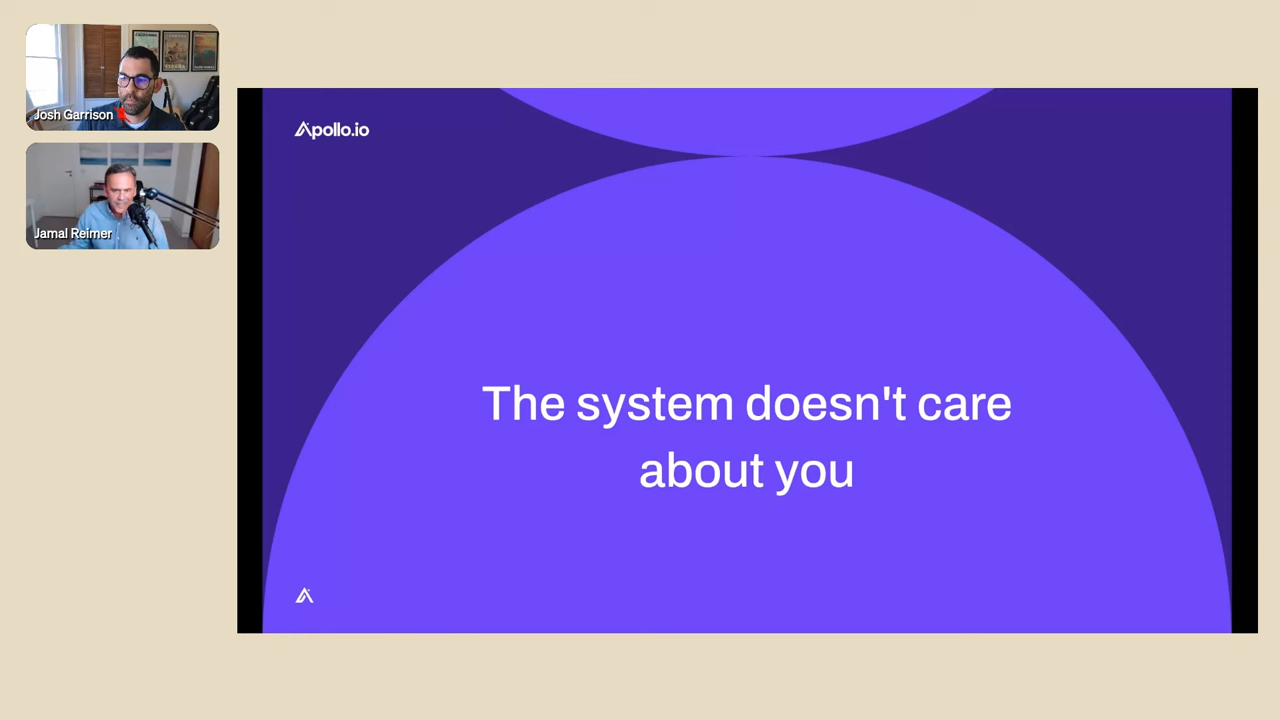 Josh Garrison
Jamal Reimer
Apollo.io
The system doesn't care
about you